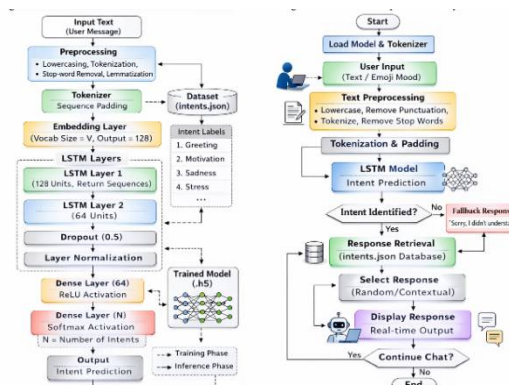 Input Text
(User Message)
Preprocessing
• Lowercasing, Tokenization,
• Stop-word Removal, Lemmatization
Tokenizer
Sequence Padding
Dataset
(intents.json)
Embedding Layer
(Vocab Size = V, Output = 128)
Intent Labels
1. Greeting
2. Motivation
3. Sadness
4. Stress
...
LSTM Layers
LSTM Layer 1
(128 Units, Return Sequences)
LSTM Layer 2
(64 Units)
Dropout (0.5)
Layer Normalization
Trained Model
(.h5)
Dense Layer (64)
ReLU Activation
Dense Layer (N)
Softmax Activation
N = Number of Intents
Output
Intent Prediction
Training Phase
Inference Phase
Start
Load Model & Tokenizer
User Input
(Text / Emoji Mood)
Text Preprocessing
• Lowercase, Remove Punctuation,
• Tokenize, Remove Stop Words
Tokenization & Padding
LSTM Model
Intent Prediction
Intent Identified?
No
Fallback Respons
"Sorry, I didn't understa
Yes
Response Retrieval
(intents.json Database)
Select Response
(Random/Contextual)
Display Response
Real-time Output
Yes
Continue Chat?
No
End